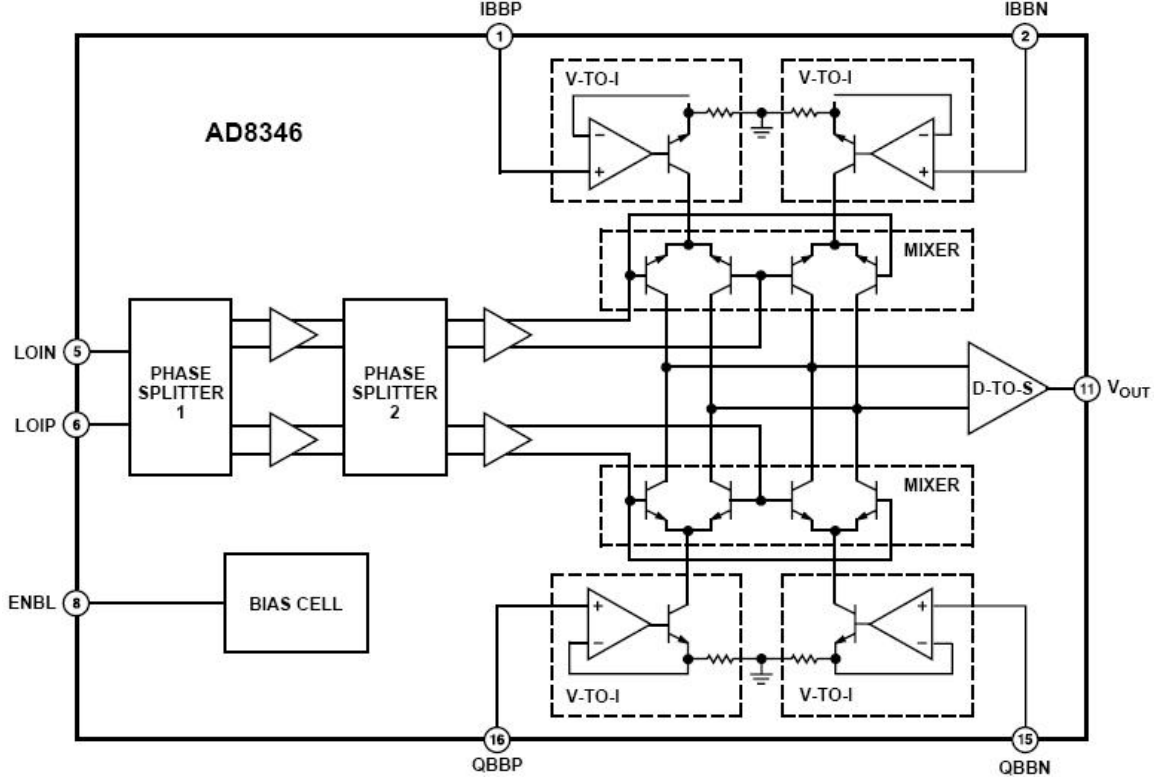 IBBP
IBBN
1
2
V-TO-I
V-TO-I
AD8346
−
−
+
+
MIXER
LOIN
5
PHASE
SPLITTER
1
PHASE
SPLITTER
2
D-TO-S
11
VOUT
LOIP
6
MIXER
ENBL
8
BIAS CELL
+
+
−
−
V-TO-I
V-TO-I
16
15
QBBP
QBBN